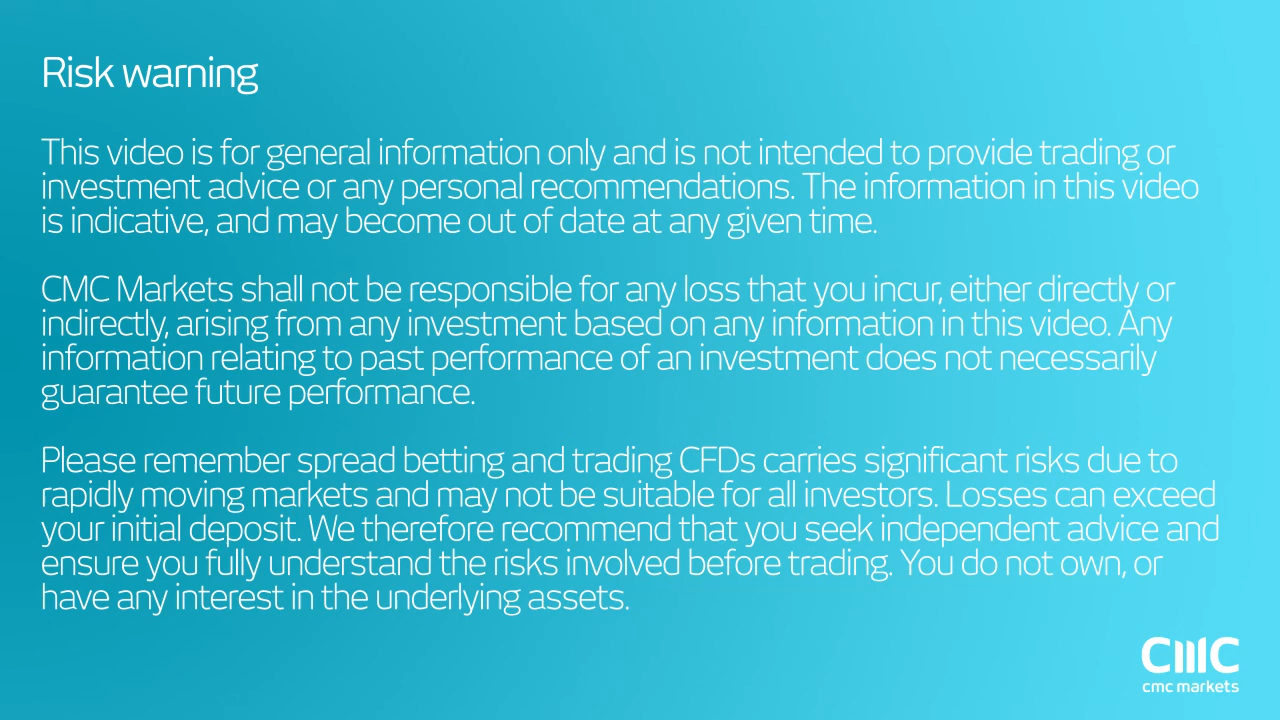 Risk warning
This video is for general information only and is not intended to provide trading or
investment advice or any personal recommendations. The information in this video
is indicative, and may become out of date at any given time.
CMC Markets shall not be responsible for any loss that you incur, either directly or
indirectly, arising from any investment based on any information in this video. Any
information relating to past performance of an investment does not necessarily
guarantee future performance.
Please remember spread betting and trading CFDs carries significant risks due to
rapidly moving markets and may not be suitable for all investors. Losses can exceed
your initial deposit. We therefore recommend that you seek independent advice and
ensure you fully understand the risks involved before trading. You do not own, or
have any interest in the underlying assets.
CMC
cmc markets